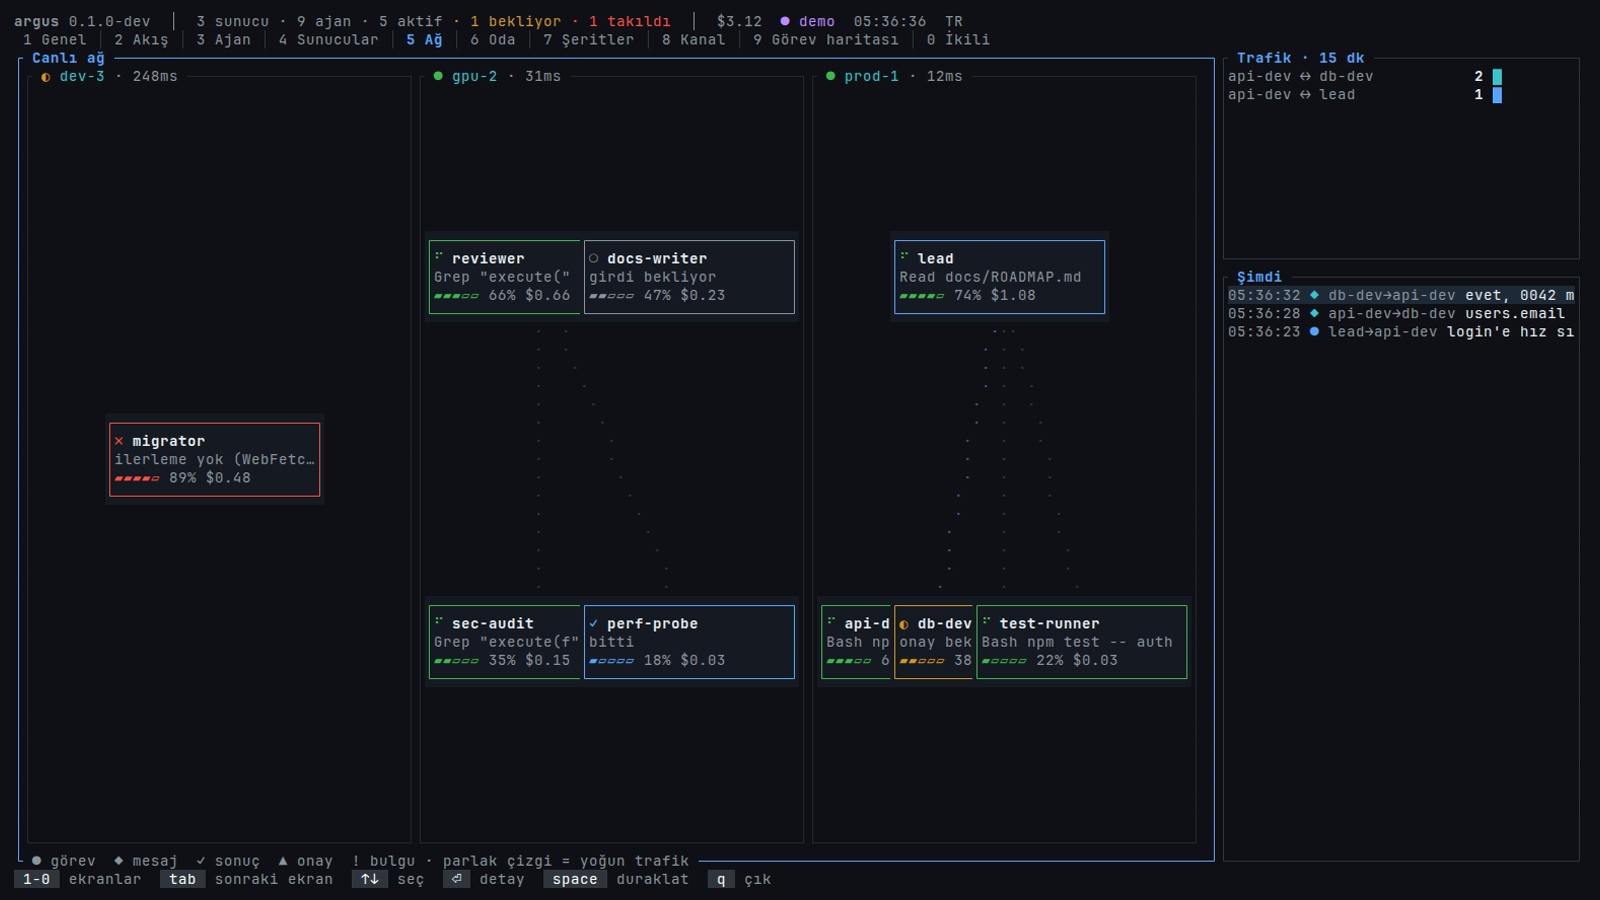 argus 0.1.0-dev │ 3 sunucu · 9 ajan · 5 aktif · 1 bekliyor · 1 takıldı │ $3.12 ● demo 05:36:36 TR
1 Genel │ 2 Akış │ 3 Ajan │ 4 Sunucular │ 5 Ağ │ 6 Oda │ 7 Şeritler │ 8 Kanal │ 9 Görev haritası │ 0 İkili
Canlı ağ
◐ dev-3 · 248ms
✕ migrator
ilerleme yok (WebFetc…
▰▰▰▰▱ 89% $0.48
● gpu-2 · 31ms
reviewer
Grep "execute("
▰▰▰▱▱ 66% $0.66
○ docs-writer
girdi bekliyor
▰▰▱▱▱ 47% $0.23
sec-audit
Grep "execute(f"
▰▰▱▱▱ 35% $0.15
✓ perf-probe
bitti
▰▱▱▱▱ 18% $0.03
● prod-1 · 12ms
lead
Read docs/ROADMAP.md
▰▰▰▰▱ 74% $1.08
api-d
Bash np
▰▰▰▱▱ 6
◐ db-dev
onay bek
▰▰▱▱▱ 38
test-runner
Bash npm test -- auth
▰▱▱▱▱ 22% $0.03
● görev ◆ mesaj ✓ sonuç ▲ onay ! bulgu · parlak çizgi = yoğun trafik
Trafik · 15 dk
api-dev ↔ db-dev 2
api-dev ↔ lead 1
Şimdi
05:36:32 ◆ db-dev→api-dev evet, 0042 m
05:36:28 ◆ api-dev→db-dev users.email
05:36:23 ● lead→api-dev login'e hız sı
1-0 ekranlar tab sonraki ekran ↑↓ seç ⏎ detay space duraklat q çık